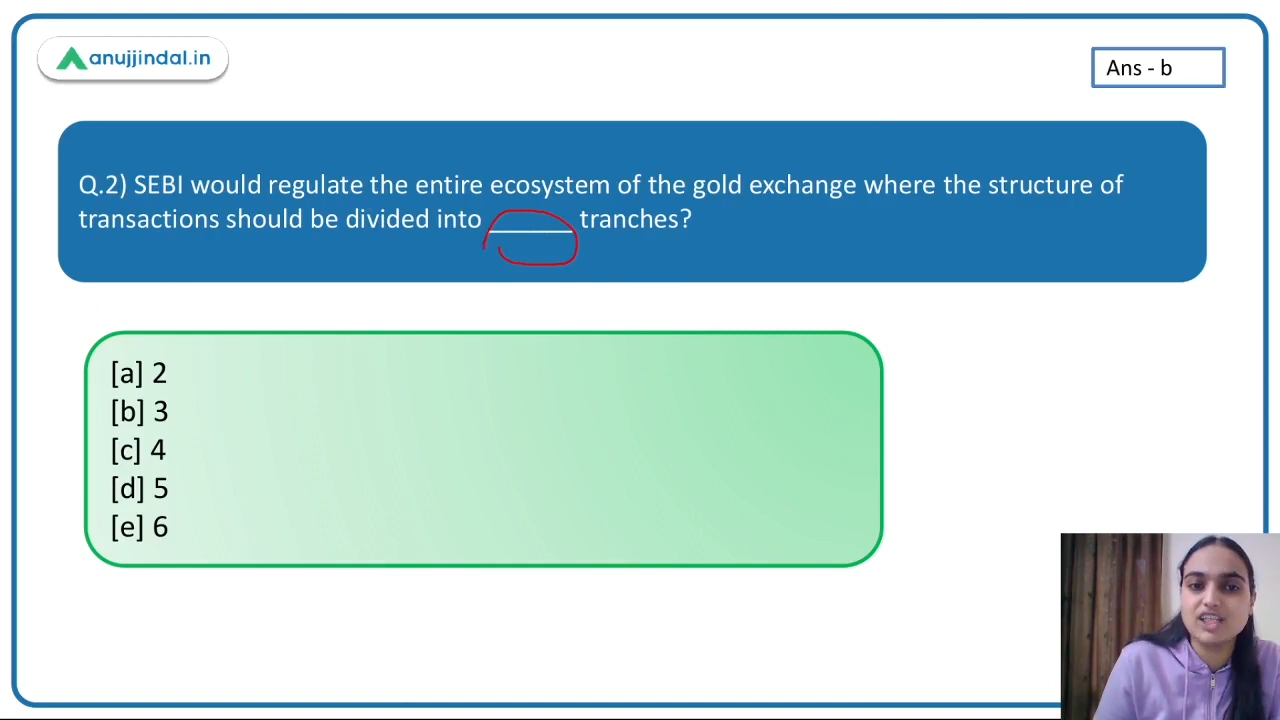 anujjindal.in
Ans - b
Q.2) SEBI would regulate the entire ecosystem of the gold exchange where the structure of
transactions should be divided into ________ tranches?
[a] 2
[b] 3
[c] 4
[d] 5
[e] 6